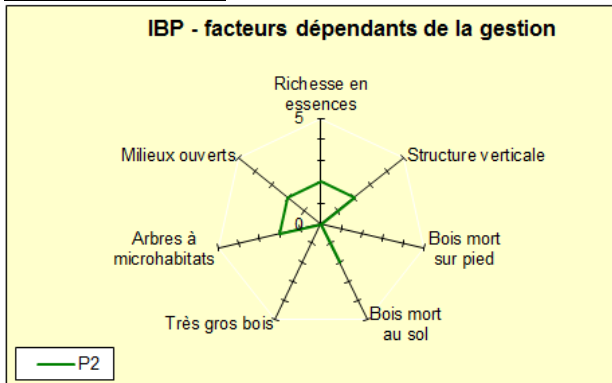 IBP - facteurs dépendants de la gestion
Richesse en
essences
5
Milieux ouverts
Structure verticale
0
Arbres à
microhabitats
Bois mort
sur pied
Très gros bois
Bois mort
au sol
P2